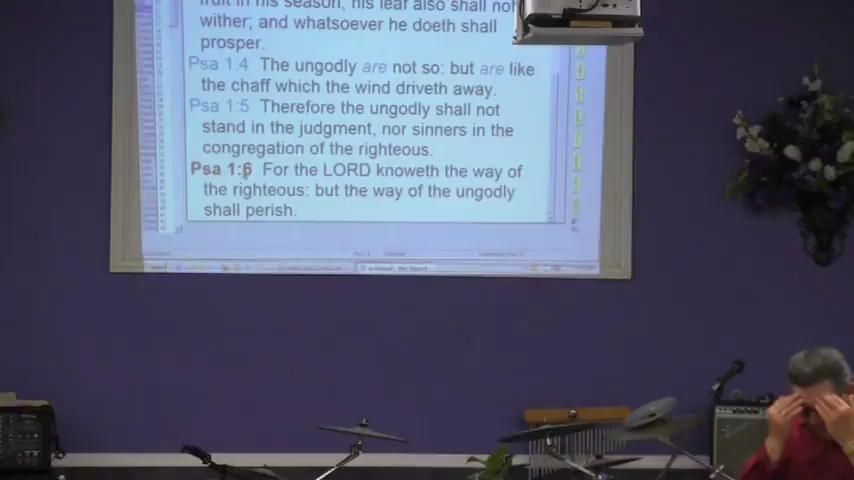 fruit in his season; his leaf also shall not
wither; and whatsoever he doeth shall
prosper.
Psa 1:4 The ungodly are not so: but are like
the chaff which the wind driveth away.
Psa 1:5 Therefore the ungodly shall not
stand in the judgment, nor sinners in the
congregation of the righteous.
Psa 1:6 For the LORD knoweth the way of
the righteous: but the way of the ungodly
shall perish.